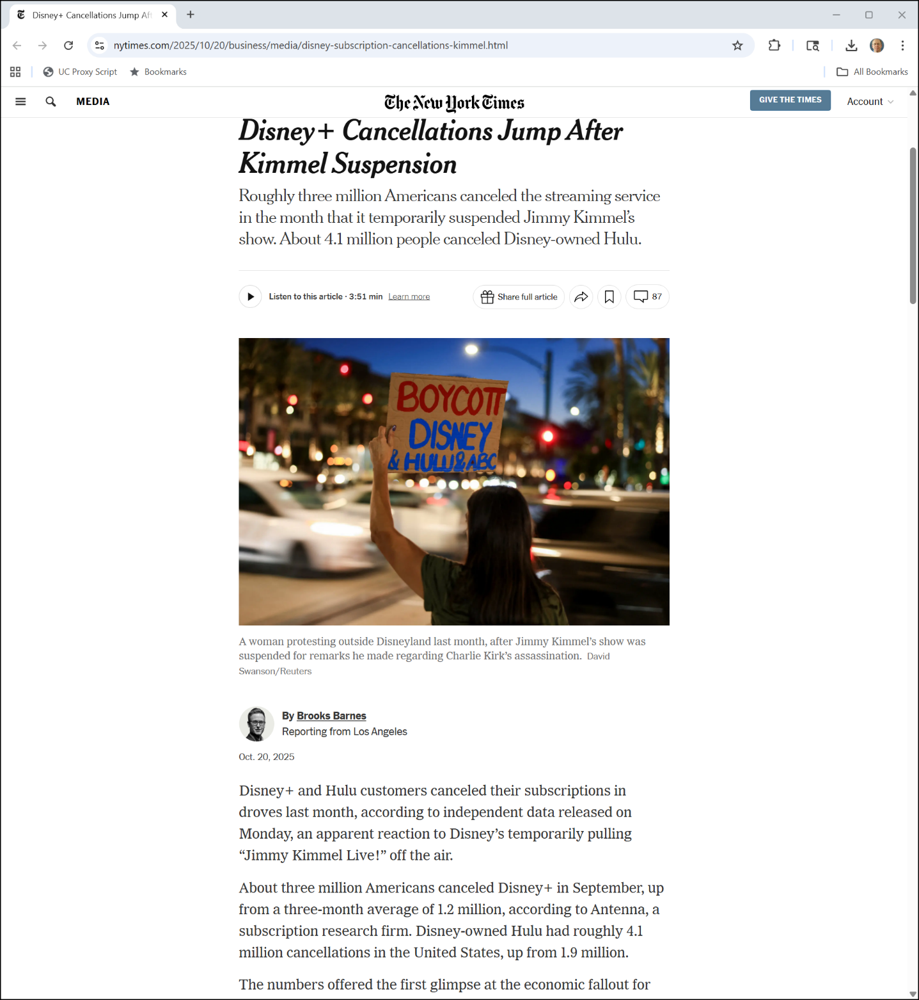 Disney+ Cancellations Jump Aft
nytimes.com/2025/10/20/business/media/disney-subscription-cancellations-kimmel.html
UC Proxy Script
Bookmarks
All Bookmarks
MEDIA
The New York Times
GIVE THE TIMES
Account
Disney+ Cancellations Jump After
Kimmel Suspension
Roughly three million Americans canceled the streaming service
in the month that it temporarily suspended Jimmy Kimmel's
show. About 4.1 million people canceled Disney-owned Hulu.
Listen to this article · 3:51 min Learn more
Share full article
87
BOYCOTT
DISNEY
& HULU & ABC
A woman protesting outside Disneyland last month, after Jimmy Kimmel's show was
suspended for remarks he made regarding Charlie Kirk's assassination. David
Swanson/Reuters
By Brooks Barnes
Reporting from Los Angeles
Oct. 20, 2025
Disney+ and Hulu customers canceled their subscriptions in
droves last month, according to independent data released on
Monday, an apparent reaction to Disney's temporarily pulling
“Jimmy Kimmel Live!” off the air.
About three million Americans canceled Disney+ in September, up
from a three-month average of 1.2 million, according to Antenna, a
subscription research firm. Disney-owned Hulu had roughly 4.1
million cancellations in the United States, up from 1.9 million.
The numbers offered the first glimpse at the economic fallout for